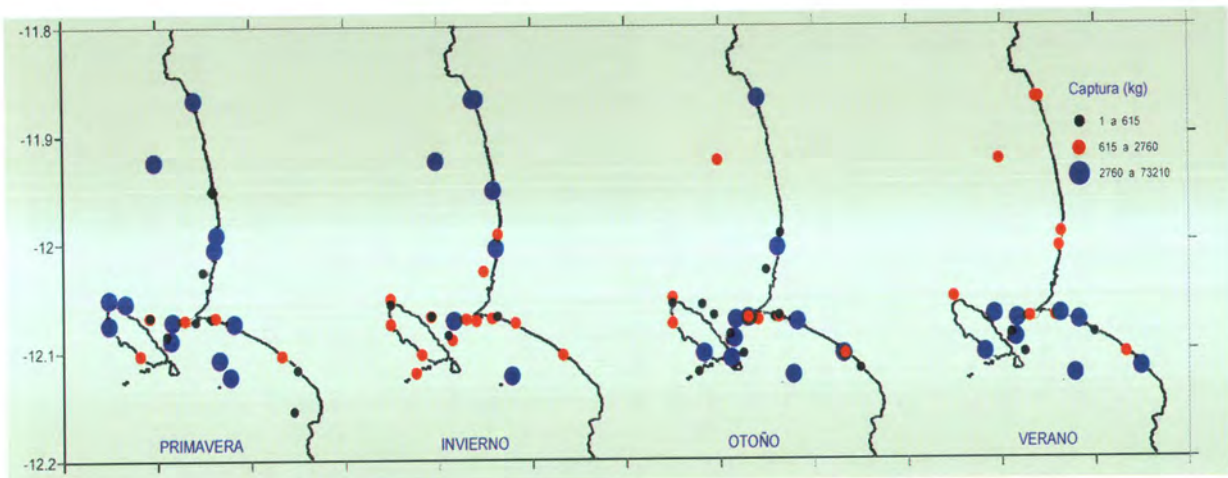 -11.8
-11.9
-12
-12.1
-12.2
Captura (kg)
1 a 615
615 a 2760
2760 a 73210
PRIMAVERA
INVIERNO
OTOÑO
VERANO